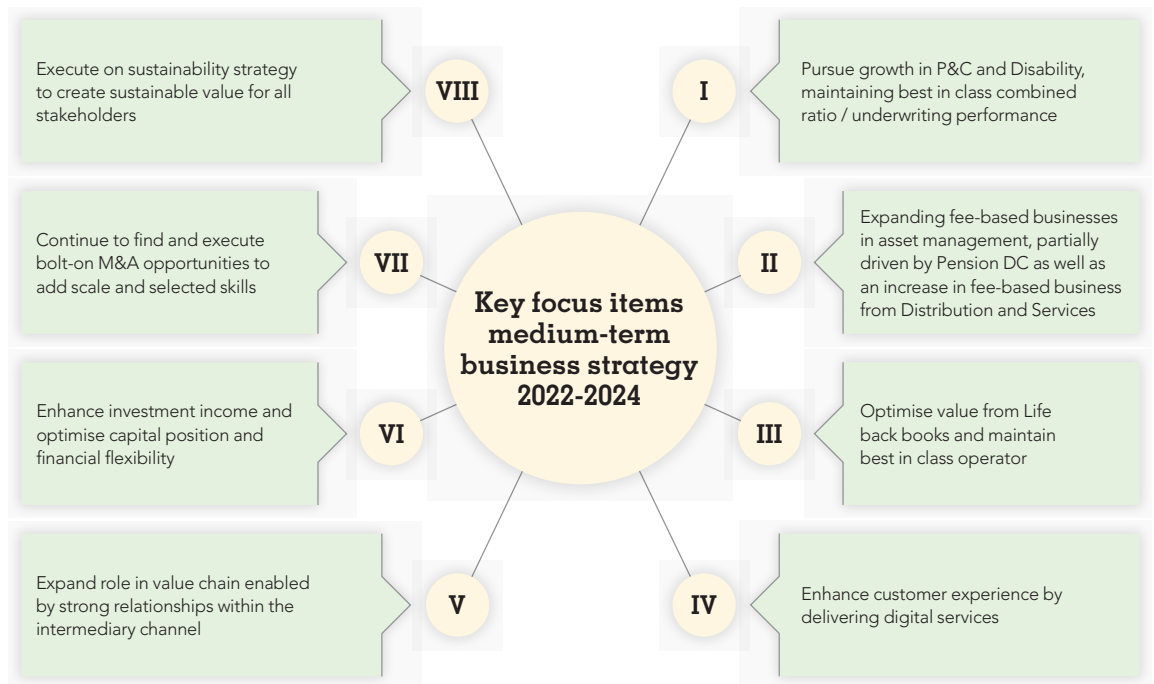 Key focus items
medium-term
business strategy
2022-2024
I
Pursue growth in P&C and Disability,
maintaining best in class combined
ratio / underwriting performance
II
Expanding fee-based businesses
in asset management, partially
driven by Pension DC as well as
an increase in fee-based business
from Distribution and Services
III
Optimise value from Life
back books and maintain
best in class operator
IV
Enhance customer experience by
delivering digital services
V
Expand role in value chain enabled
by strong relationships within the
intermediary channel
VI
Enhance investment income and
optimise capital position and
financial flexibility
VII
Continue to find and execute
bolt-on M&A opportunities to
add scale and selected skills
VIII
Execute on sustainability strategy
to create sustainable value for all
stakeholders